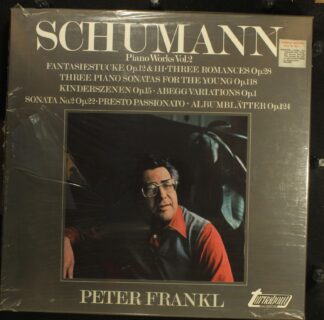 SCHUMANN
Piano Works Vol.2
FANTASIESTUCKE Op.12 & 111·THREE ROMANCES Op.28
THREE PIANO SONATAS FOR THE YOUNG Op.118
KINDERSZENEN Op.15·ABEGG VARIATIONS Op.1
SONATA No.2 Op.22·PRESTO PASSIONATO·ALBUMBLÄTTER Op.124
PETER FRANKL
turnabout